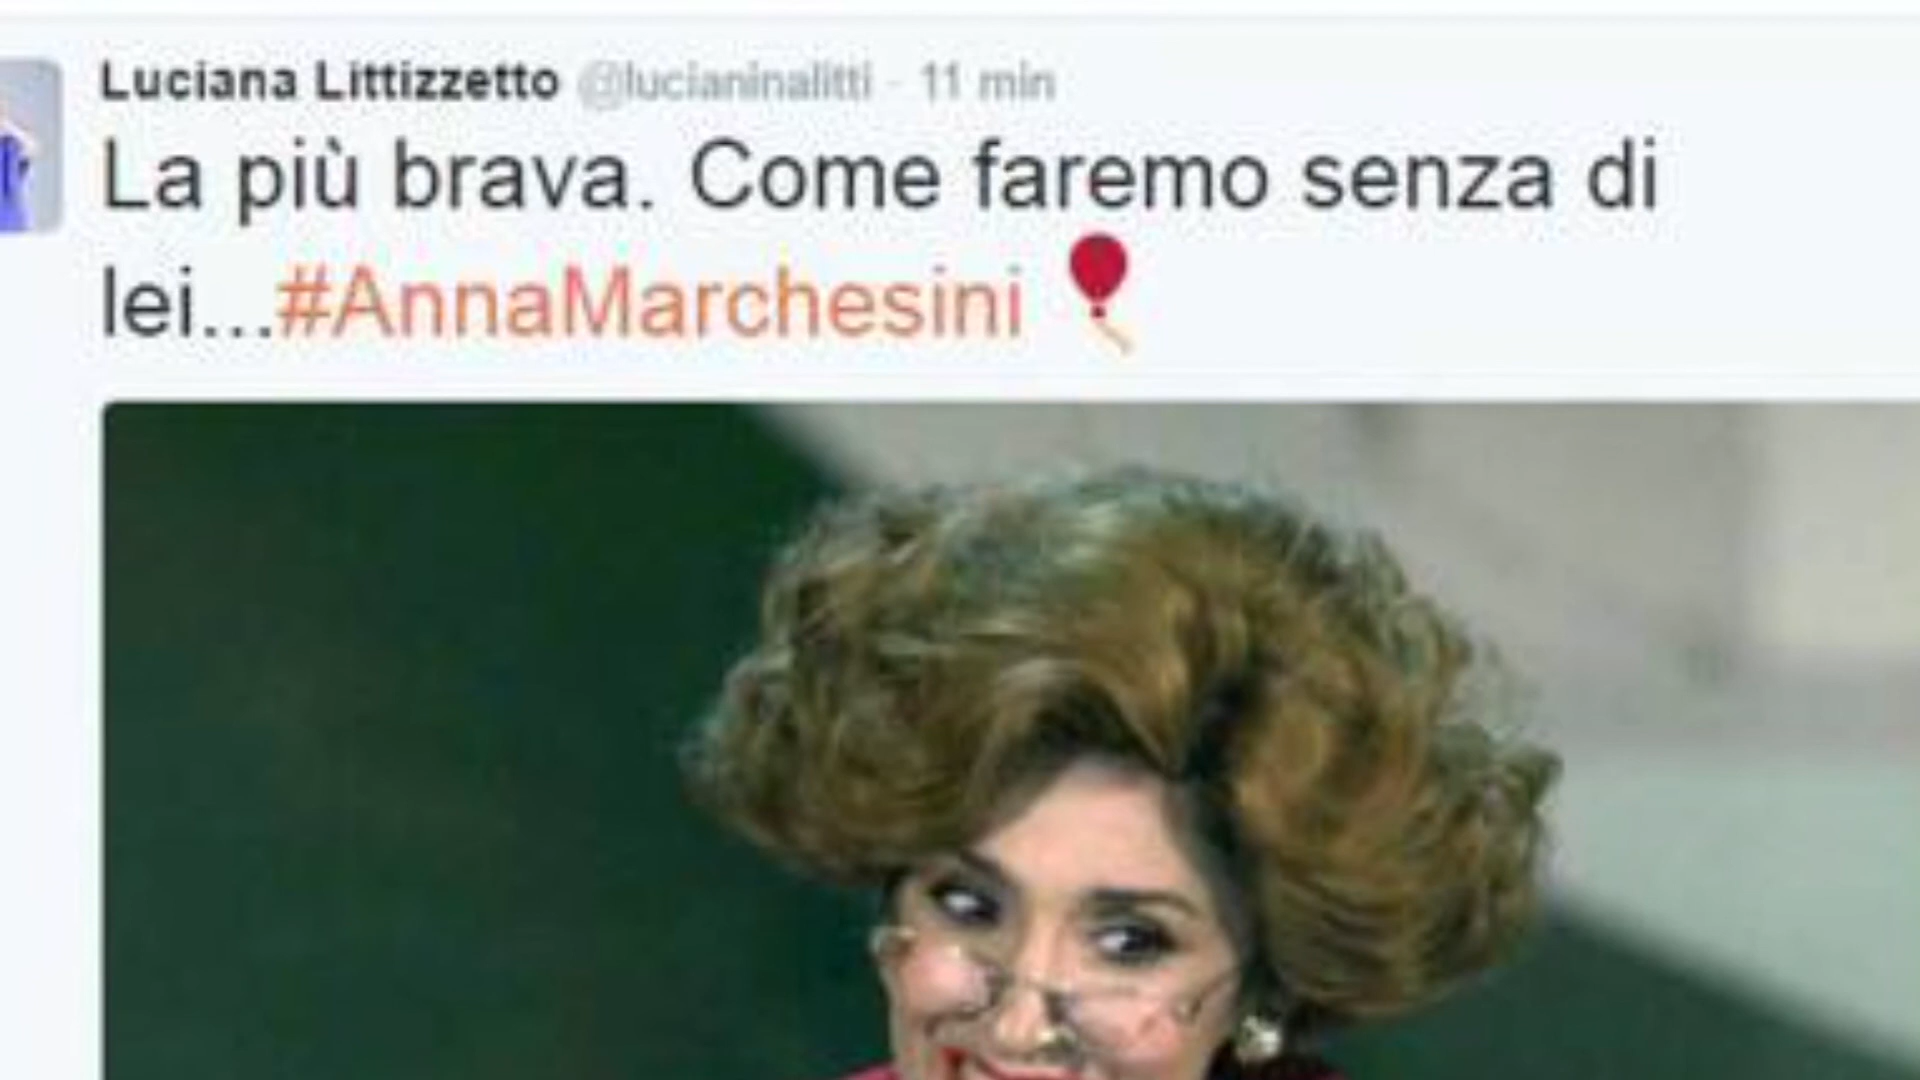 Luciana Littizzetto @lucianinalitti · 11 min
La più brava. Come faremo senza di
lei...#AnnaMarchesini